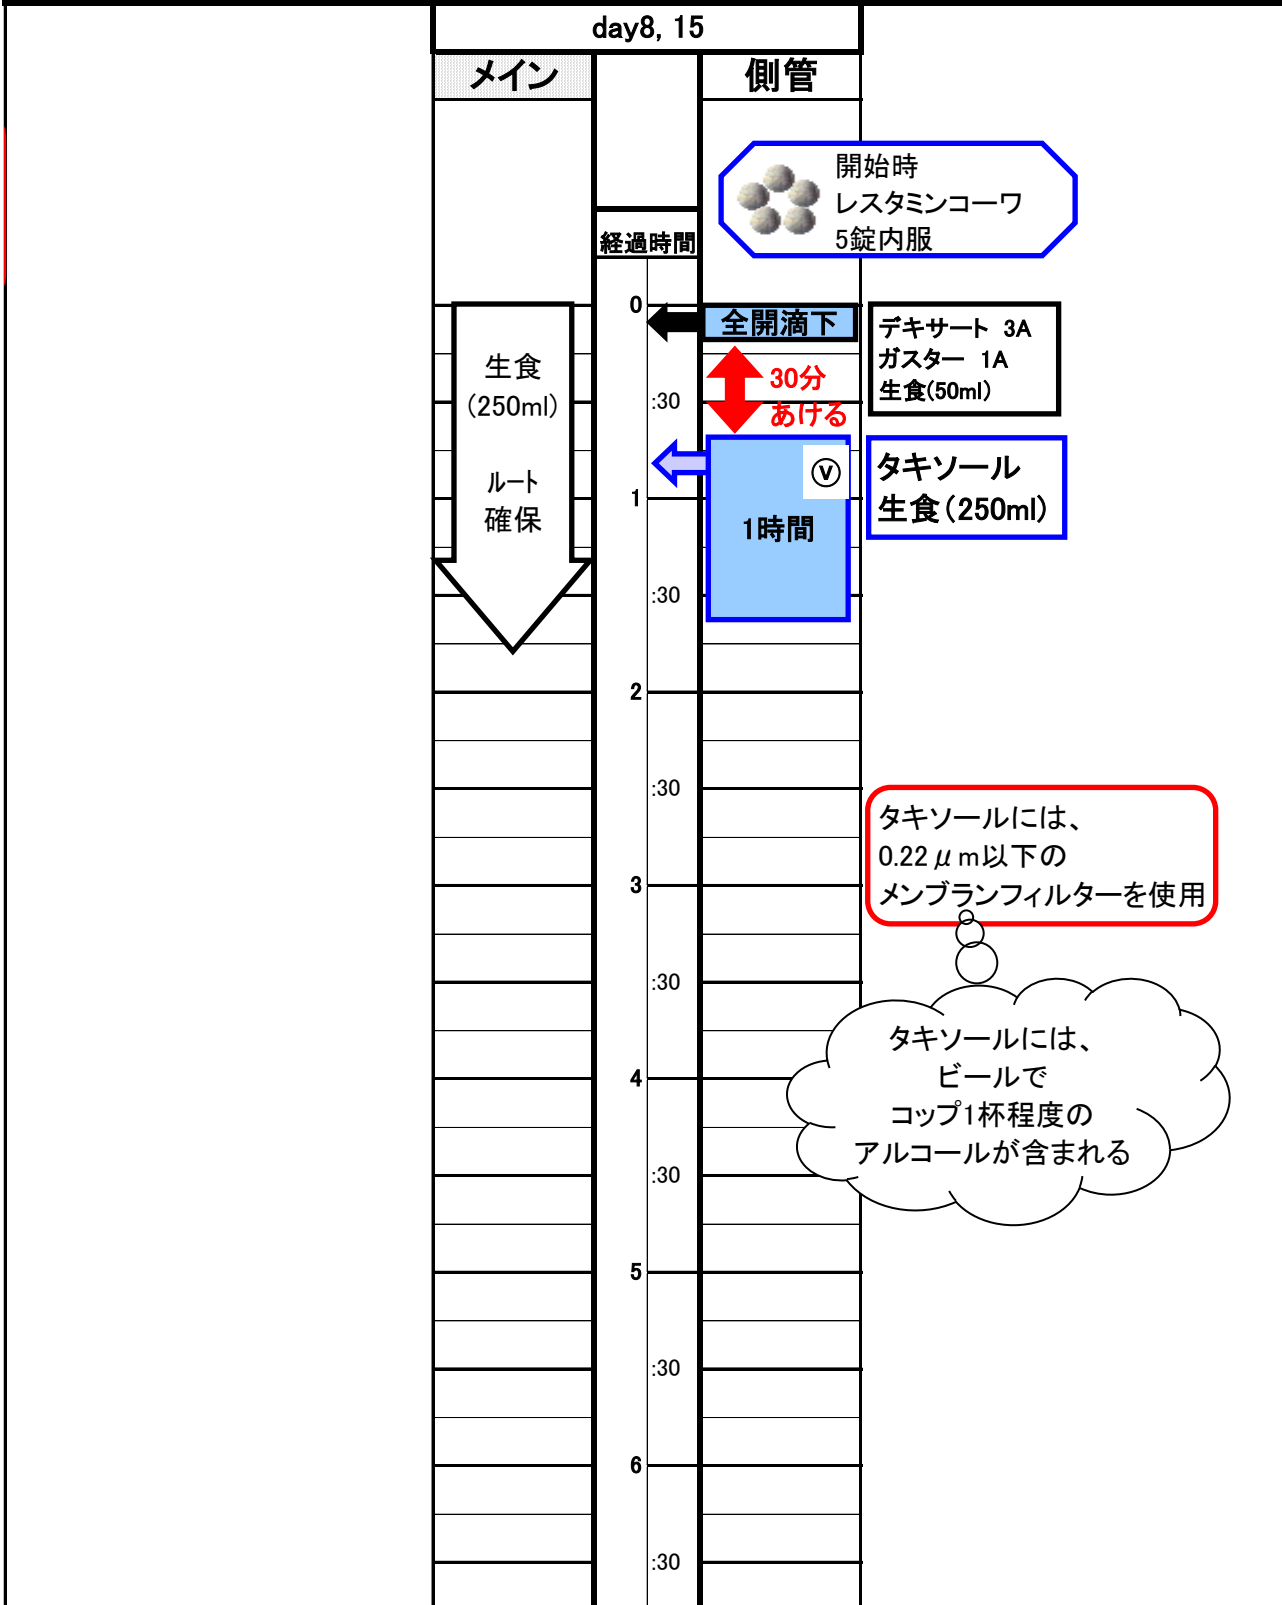 day8, 15
メイン
側管
開始時
レスタミンコーワ
5錠内服
経過時間
0
全開滴下
デキサート 3A
ガスター 1A
生食(50ml)
生食
(250ml)
ルート
確保
30分
あける
:30
タキソール
生食(250ml)
Ⓥ
1
1時間
:30
2
:30
タキソールには、
0.22μm以下の
メンブランフィルターを使用
3
:30
タキソールには、
ビールで
コップ1杯程度の
アルコールが含まれる
4
:30
5
:30
6
:30